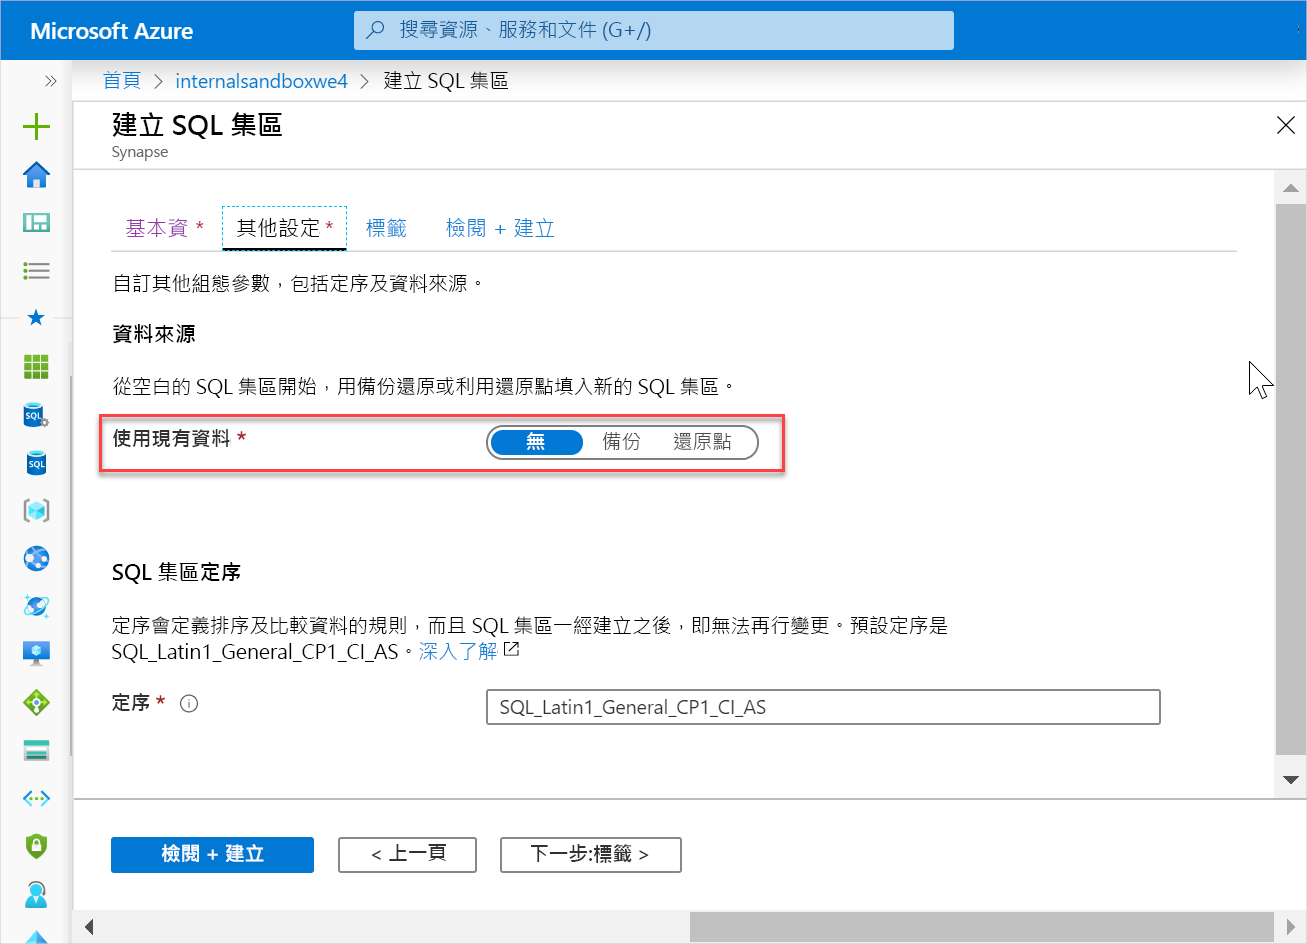 Microsoft Azure
搜尋資源、服務和文件 (G+/)
首頁 > internalsandboxwe4 > 建立 SQL 集區
建立 SQL 集區
Synapse
基本資 * 其他設定 * 標籤 檢閱 + 建立
自訂其他組態參數，包括定序及資料來源。
資料來源
從空白的 SQL 集區開始，用備份還原或利用還原點填入新的 SQL 集區。
使用現有資料 * 無 備份 還原點
SQL 集區定序
定序會定義排序及比較資料的規則，而且 SQL 集區一經建立之後，即無法再行變更。預設定序是
SQL_Latin1_General_CP1_CI_AS。深入了解
定序 * SQL_Latin1_General_CP1_CI_AS
檢閱 + 建立 < 上一頁 下一步:標籤 >
SQL
SQL